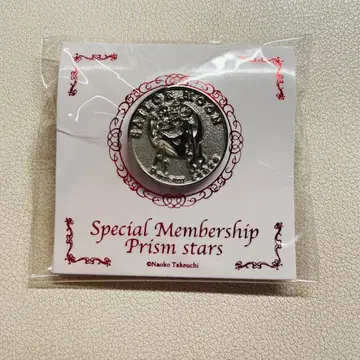 SAILOR MOON
Special Membership
Prism stars
©Naoko Takeuchi